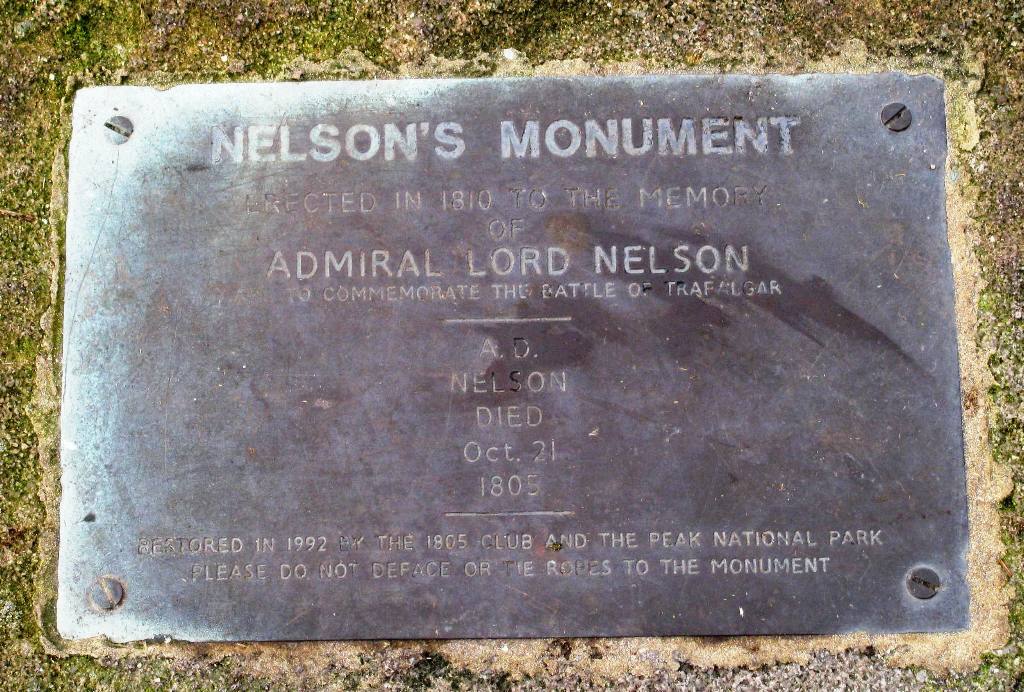 NELSON'S MONUMENT
ERECTED IN 1810 TO THE MEMORY
OF
ADMIRAL LORD NELSON
TO COMMEMORATE THE BATTLE OF TRAFALGAR
A.D.
NELSON
DIED
Oct. 21
1805
RESTORED IN 1992 BY THE 1805 CLUB AND THE PEAK NATIONAL PARK
PLEASE DO NOT DEFACE OR TIE ROPES TO THE MONUMENT